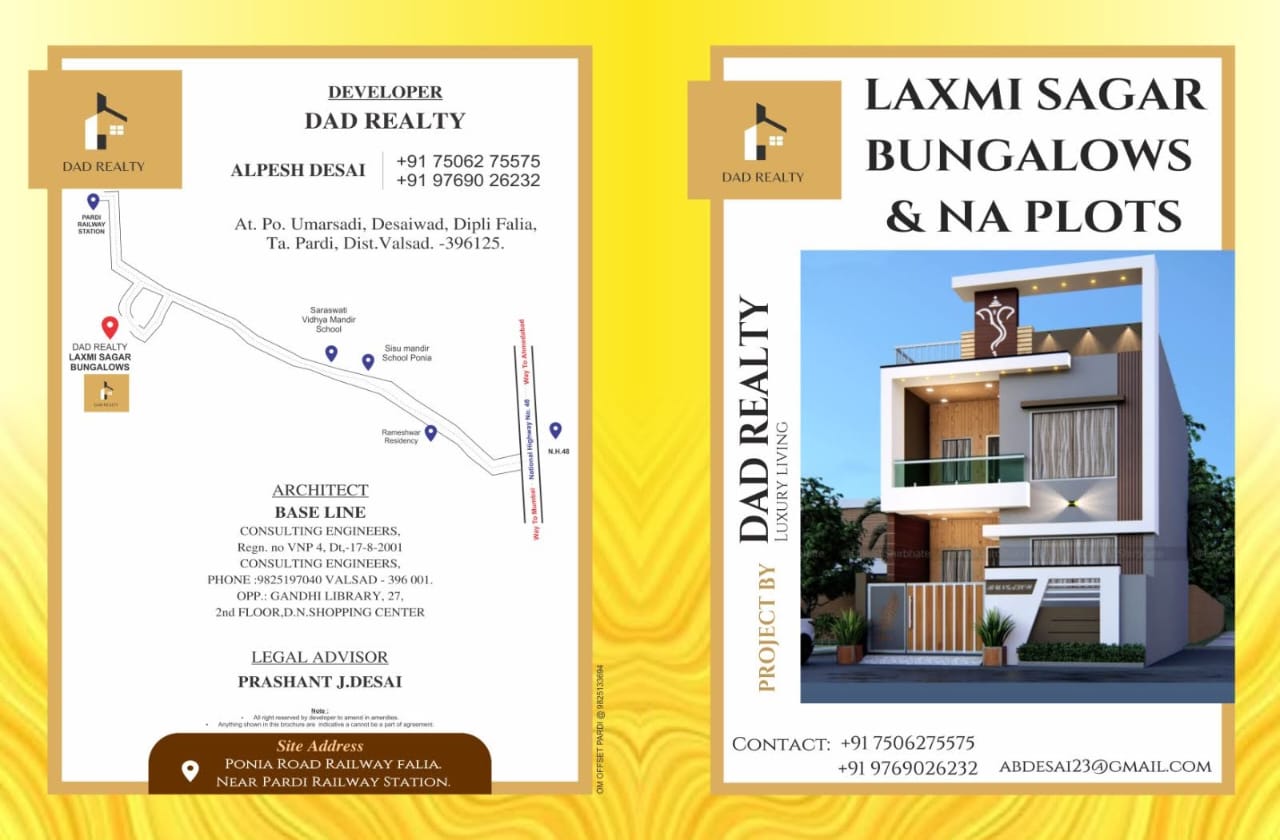 DAD REALTY
DEVELOPER
DAD REALTY
ALPESH DESAI
+91 75062 75575
+91 97690 26232
At. Po. Umarsadi, Desaiwad, Dipli Falia,
Ta. Pardi, Dist.Valsad. -396125.
PARDI
RAILWAY
STATION
DAD REALTY
LAXMI SAGAR
BUNGALOWS
DAD REALTY
Saraswati
Vidhya Mandir
School
Sisu mandir
School Ponia
Rameshwar
Residency
Way To Mumbai National Highway No. 48 Way To Ahmedabad
N.H.48
ARCHITECT
BASE LINE
CONSULTING ENGINEERS,
Regn. no VNP 4, Dt,-17-8-2001
CONSULTING ENGINEERS,
PHONE :9825197040 VALSAD - 396 001.
OPP.: GANDHI LIBRARY, 27,
2nd FLOOR,D.N.SHOPPING CENTER
LEGAL ADVISOR
PRASHANT J.DESAI
Note :
• All right reserved by developer to amend in amenities.
• Anything shown in this brochure are indicative a cannot be a part of agreement.
Site Address
PONIA ROAD RAILWAY FALIA.
NEAR PARDI RAILWAY STATION.
OM OFFSET PARDI @ 9825133694
DAD REALTY
LAXMI SAGAR
BUNGALOWS
& NA PLOTS
PROJECT BY DAD REALTY
LUXURY LIVING
CONTACT: +91 7506275575
+91 9769026232
ABDESAI23@GMAIL.COM